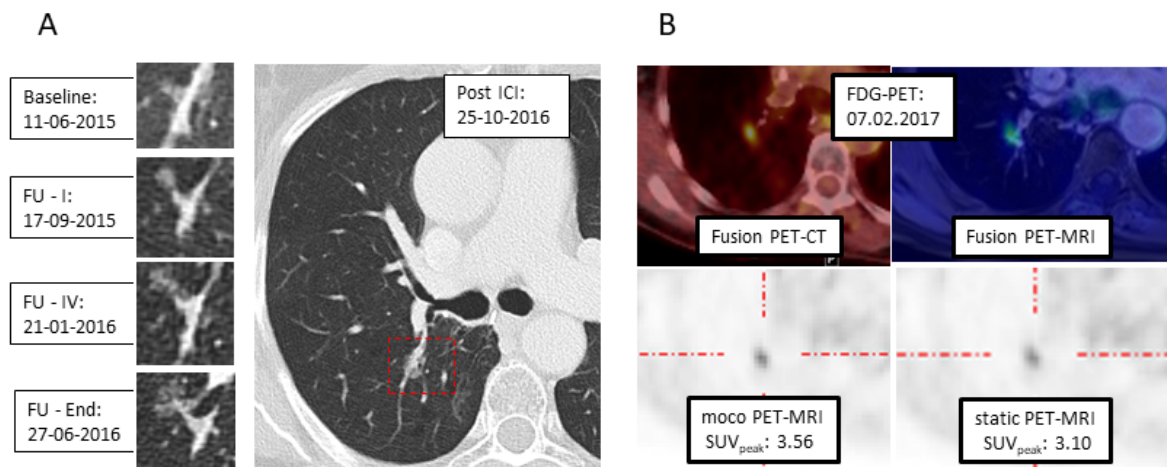 A
B
Baseline:
11-06-2015
FU - I:
17-09-2015
FU - IV:
21-01-2016
FU - End:
27-06-2016
Post ICI:
25-10-2016
FDG-PET:
07.02.2017
Fusion PET-CT
Fusion PET-MRI
moco PET-MRI
SUVpeak: 3.56
static PET-MRI
SUVpeak: 3.10